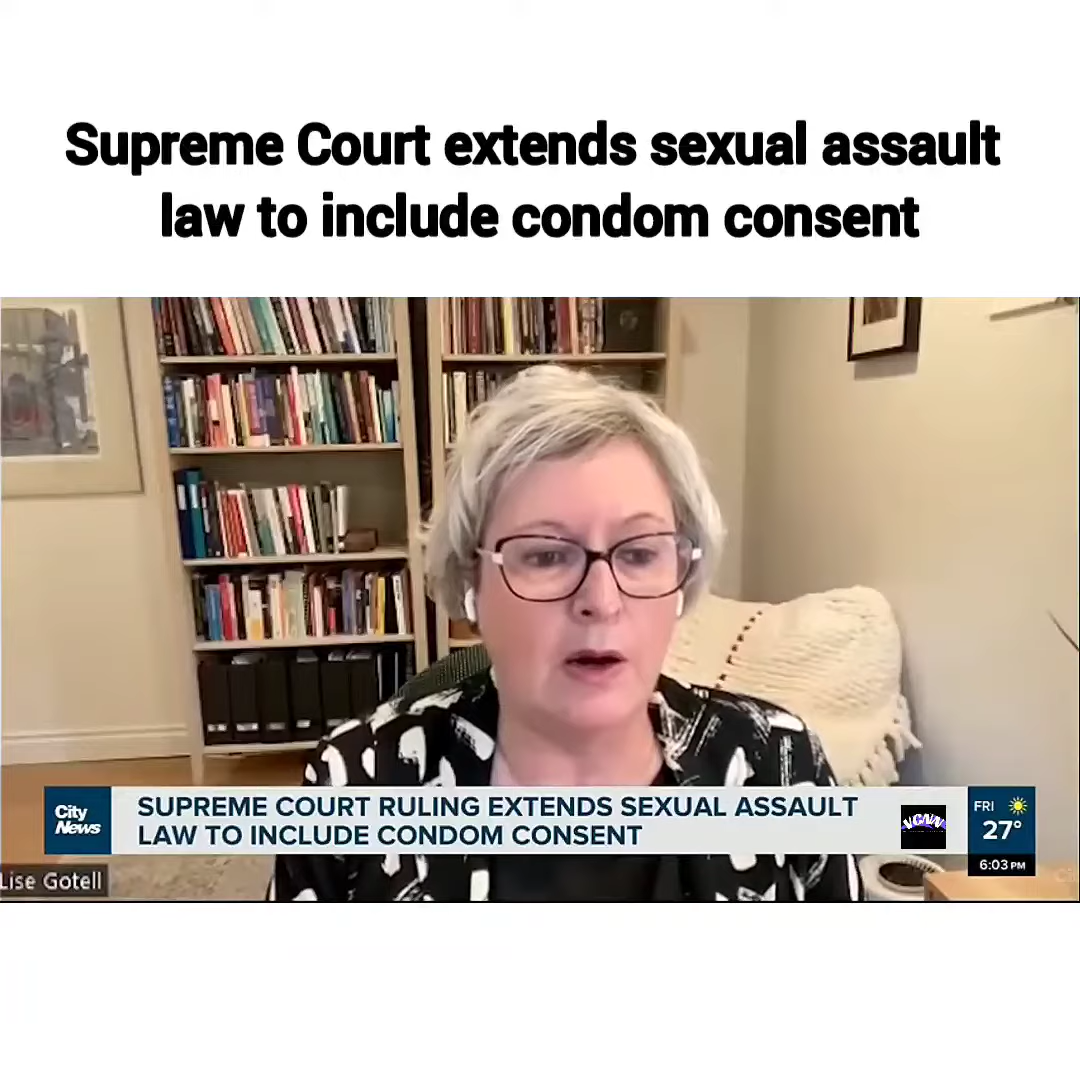 Supreme Court extends sexual assault
law to include condom consent
City
News
SUPREME COURT RULING EXTENDS SEXUAL ASSAULT
LAW TO INCLUDE CONDOM CONSENT
VCNN
FRI
27°
6:03 PM
Lise Gotell